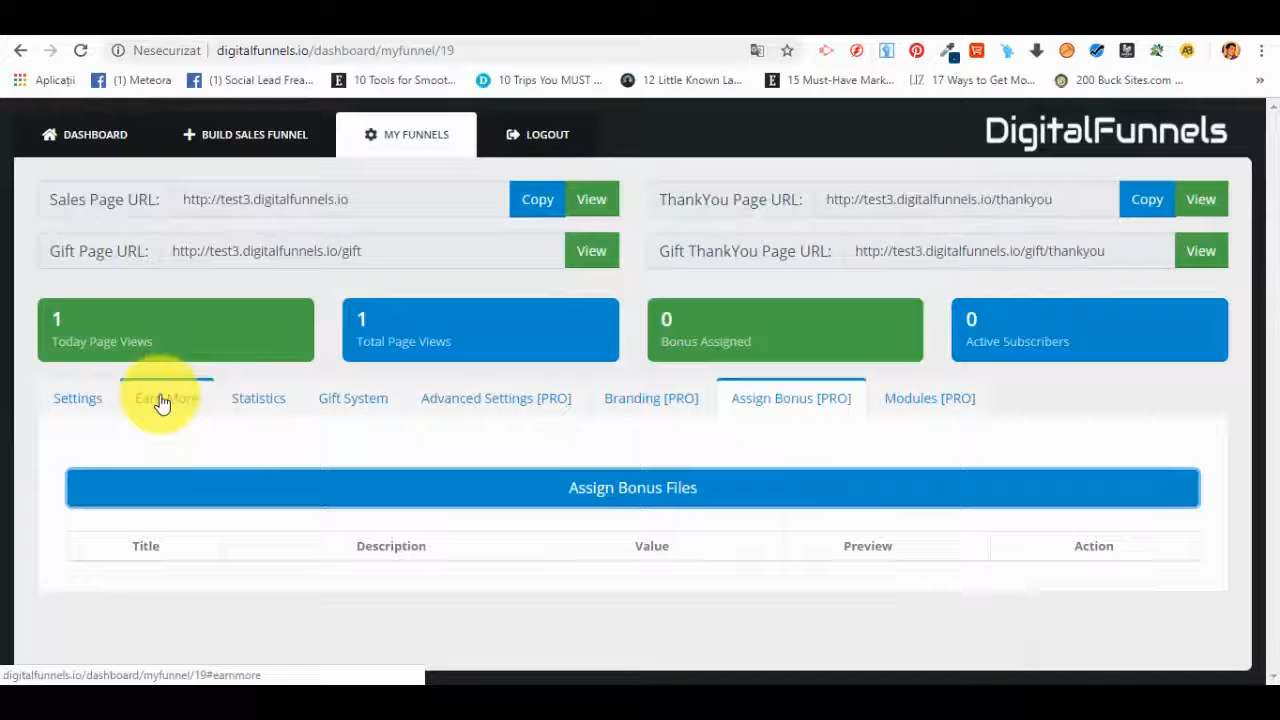 Nesecurizat digitalfunnels.io/dashboard/myfunnel/19
Aplicații (1) Meteora (1) Social Lead Frea... 10 Tools for Smoot... 10 Trips You MUST ... 12 Little Known La... 15 Must-Have Mark... 17 Ways to Get Mo... 200 Buck Sites.com ... »
DASHBOARD BUILD SALES FUNNEL MY FUNNELS LOGOUT DigitalFunnels
Sales Page URL: http://test3.digitalfunnels.io Copy View ThankYou Page URL: http://test3.digitalfunnels.io/thankyou Copy View
Gift Page URL: http://test3.digitalfunnels.io/gift View Gift ThankYou Page URL: http://test3.digitalfunnels.io/gift/thankyou View
1 1 0 0
Today Page Views Total Page Views Bonus Assigned Active Subscribers
Settings Earn More Statistics Gift System Advanced Settings [PRO] Branding [PRO] Assign Bonus [PRO] Modules [PRO]
Assign Bonus Files
Title Description Value Preview Action
digitalfunnels.io/dashboard/myfunnel/19#earnmore